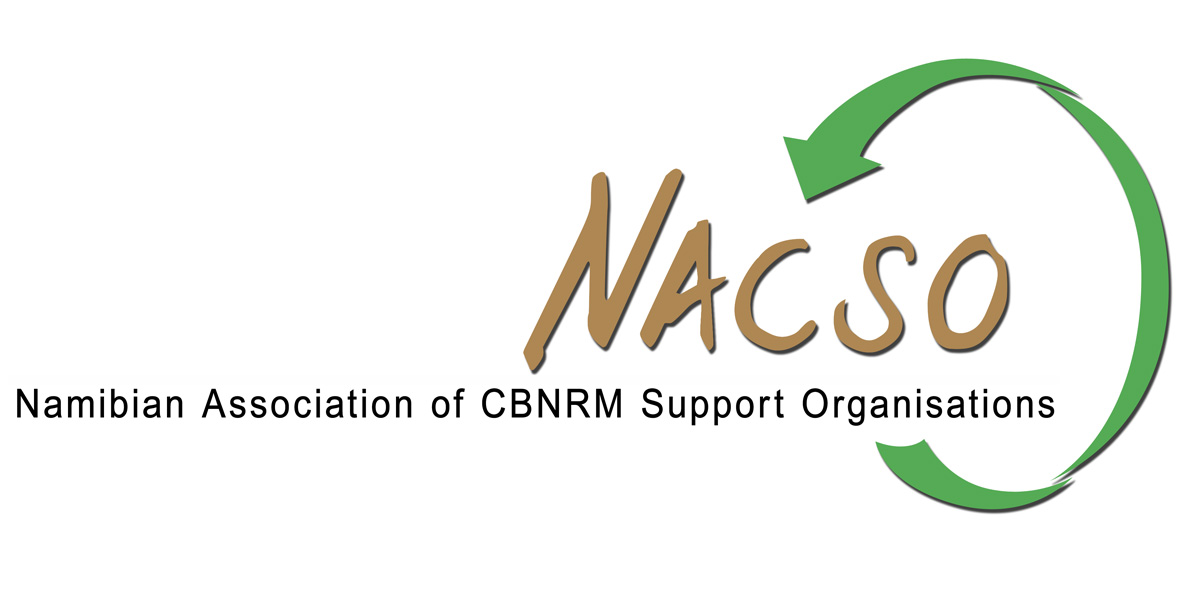 NACSO
Namibian Association of CBNRM Support Organisations